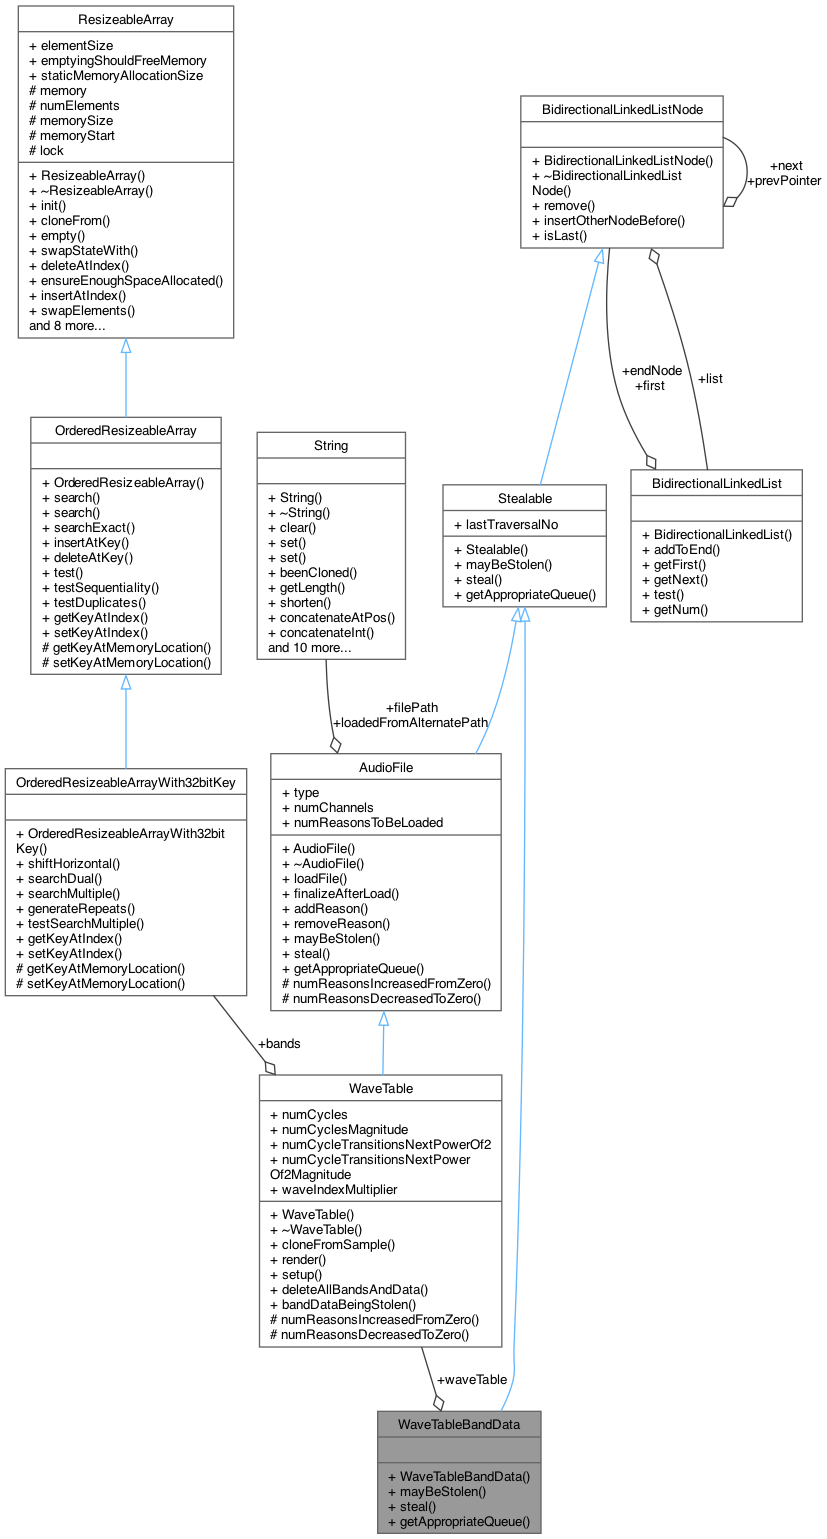 ResizeableArray
+ elementSize
+ emptyingShouldFreeMemory
+ staticMemoryAllocationSize
# memory
# numElements
# memorySize
# memoryStart
# lock
+ ResizeableArray()
+ ~ResizeableArray()
+ init()
+ cloneFrom()
+ empty()
+ swapStateWith()
+ deleteAtIndex()
+ ensureEnoughSpaceAllocated()
+ insertAtIndex()
+ swapElements()
and 8 more...
BidirectionalLinkedListNode
+ BidirectionalLinkedListNode()
+ ~BidirectionalLinkedList
Node()
+ remove()
+ insertOtherNodeBefore()
+ isLast()
+next
+prevPointer
+endNode
+first
+list
OrderedResizeableArray
+ OrderedResizeableArray()
+ search()
+ search()
+ searchExact()
+ insertAtKey()
+ deleteAtKey()
+ test()
+ testSequentiality()
+ testDuplicates()
+ getKeyAtIndex()
+ setKeyAtIndex()
# getKeyAtMemoryLocation()
# setKeyAtMemoryLocation()
String
+ String()
+ ~String()
+ clear()
+ set()
+ set()
+ beenCloned()
+ getLength()
+ shorten()
+ concatenateAtPos()
+ concatenateInt()
and 10 more...
Stealable
+ lastTraversalNo
+ Stealable()
+ mayBeStolen()
+ steal()
+ getAppropriateQueue()
BidirectionalLinkedList
+ BidirectionalLinkedList()
+ addToEnd()
+ getFirst()
+ getNext()
+ test()
+ getNum()
+filePath
+loadedFromAlternatePath
OrderedResizeableArrayWith32bitKey
+ OrderedResizeableArrayWith32bit
Key()
+ shiftHorizontal()
+ searchDual()
+ searchMultiple()
+ generateRepeats()
+ testSearchMultiple()
+ getKeyAtIndex()
+ setKeyAtIndex()
# getKeyAtMemoryLocation()
# setKeyAtMemoryLocation()
AudioFile
+ type
+ numChannels
+ numReasonsToBeLoaded
+ AudioFile()
+ ~AudioFile()
+ loadFile()
+ finalizeAfterLoad()
+ addReason()
+ removeReason()
+ mayBeStolen()
+ steal()
+ getAppropriateQueue()
# numReasonsIncreasedFromZero()
# numReasonsDecreasedToZero()
+bands
WaveTable
+ numCycles
+ numCyclesMagnitude
+ numCycleTransitionsNextPowerOf2
+ numCycleTransitionsNextPower
Of2Magnitude
+ waveIndexMultiplier
+ WaveTable()
+ ~WaveTable()
+ cloneFromSample()
+ render()
+ setup()
+ deleteAllBandsAndData()
+ bandDataBeingStolen()
# numReasonsIncreasedFromZero()
# numReasonsDecreasedToZero()
+waveTable
WaveTableBandData
+ WaveTableBandData()
+ mayBeStolen()
+ steal()
+ getAppropriateQueue()